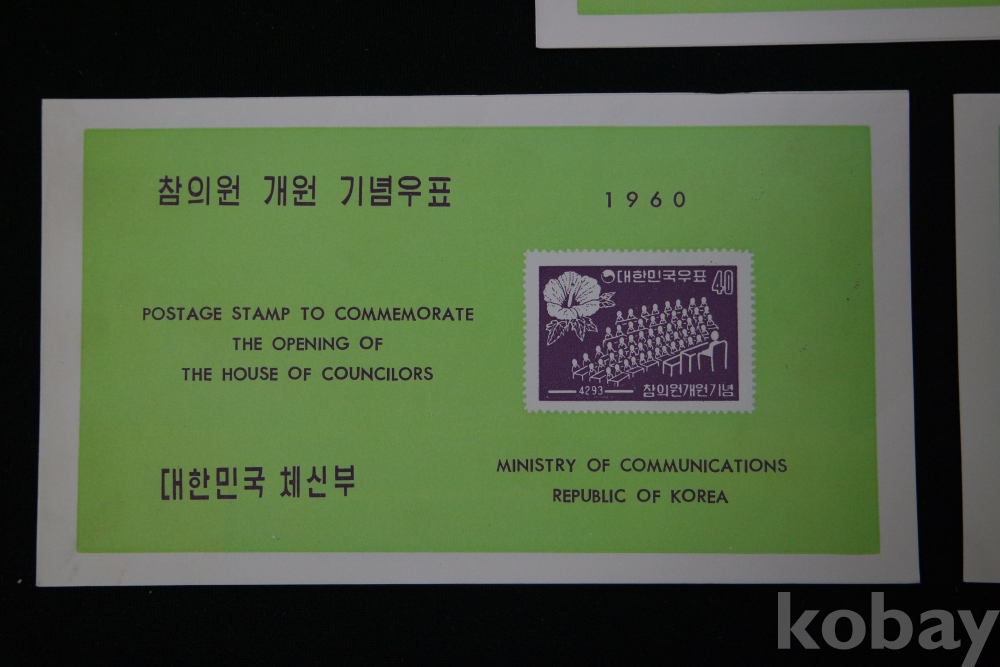 참의원 개원 기념우표
1960
POSTAGE STAMP TO COMMEMORATE
THE OPENING OF
THE HOUSE OF COUNCILORS
대한민국우표 40
4293 참의원개원기념
대한민국 체신부
MINISTRY OF COMMUNICATIONS
REPUBLIC OF KOREA
kobay